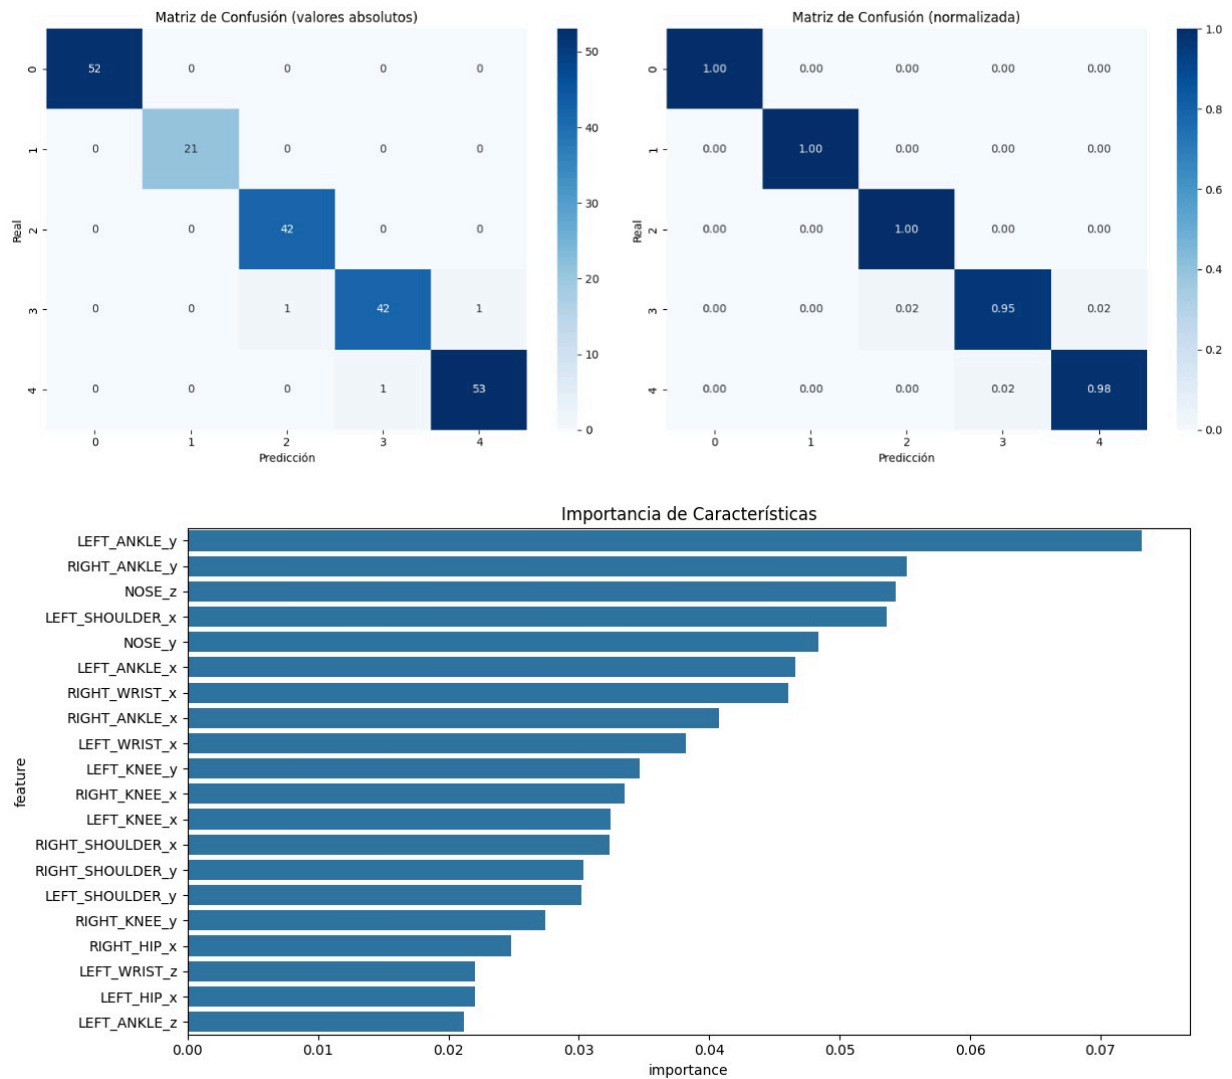 Matriz de Confusión (valores absolutos)
0 52 0 0 0 0
1 0 21 0 0 0
2 0 0 42 0 0
3 0 0 1 42 1
4 0 0 0 1 53
0 1 2 3 4
Real
Predicción
50
40
30
20
10
0
Matriz de Confusión (normalizada)
0 1.00 0.00 0.00 0.00 0.00
1 0.00 1.00 0.00 0.00 0.00
2 0.00 0.00 1.00 0.00 0.00
3 0.00 0.00 0.02 0.95 0.02
4 0.00 0.00 0.00 0.02 0.98
0 1 2 3 4
Real
Predicción
1.0
0.8
0.6
0.4
0.2
0.0
Importancia de Características
feature
LEFT_ANKLE_y
RIGHT_ANKLE_y
NOSE_z
LEFT_SHOULDER_x
NOSE_y
LEFT_ANKLE_x
RIGHT_WRIST_x
RIGHT_ANKLE_x
LEFT_WRIST_x
LEFT_KNEE_y
RIGHT_KNEE_x
LEFT_KNEE_x
RIGHT_SHOULDER_x
RIGHT_SHOULDER_y
LEFT_SHOULDER_y
RIGHT_KNEE_y
RIGHT_HIP_x
LEFT_WRIST_z
LEFT_HIP_x
LEFT_ANKLE_z
0.00 0.01 0.02 0.03 0.04 0.05 0.06 0.07
importance